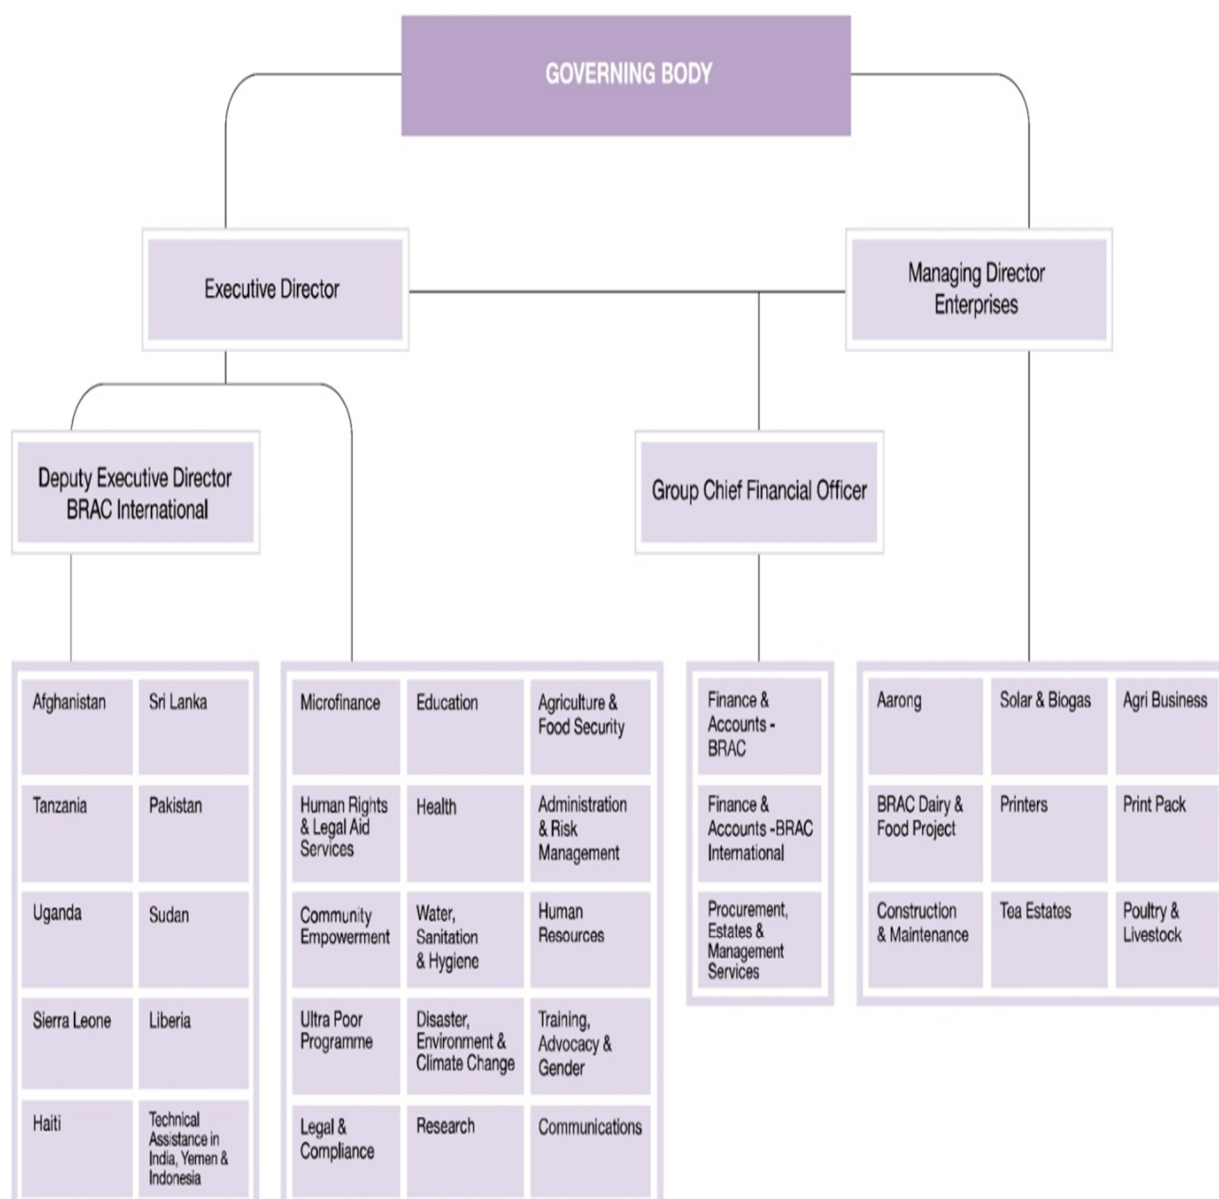 GOVERNING BODY
Executive Director
Managing Director
Enterprises
Deputy Executive Director
BRAC International
Group Chief Financial Officer
Afghanistan
Sri Lanka
Tanzania
Pakistan
Uganda
Sudan
Sierra Leone
Liberia
Haiti
Technical
Assistance in
India, Yemen &
Indonesia
Microfinance
Education
Agriculture &
Food Security
Human Rights
& Legal Aid
Services
Health
Administration
& Risk
Management
Community
Empowerment
Water,
Sanitation
& Hygiene
Human
Resources
Ultra Poor
Programme
Disaster,
Environment &
Climate Change
Training,
Advocacy &
Gender
Legal &
Compliance
Research
Communications
Finance &
Accounts -
BRAC
Finance &
Accounts -BRAC
International
Procurement,
Estates &
Management
Services
Aarong
Solar & Biogas
Agri Business
BRAC Dairy &
Food Project
Printers
Print Pack
Construction
& Maintenance
Tea Estates
Poultry &
Livestock